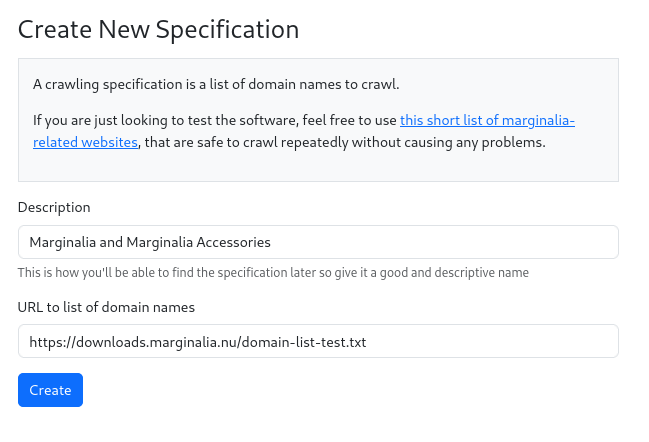 Create New Specification
A crawling specification is a list of domain names to crawl.
If you are just looking to test the software, feel free to use this short list of marginalia-
related websites, that are safe to crawl repeatedly without causing any problems.
Description
Marginalia and Marginalia Accessories
This is how you'll be able to find the specification later so give it a good and descriptive name
URL to list of domain names
https://downloads.marginalia.nu/domain-list-test.txt
Create